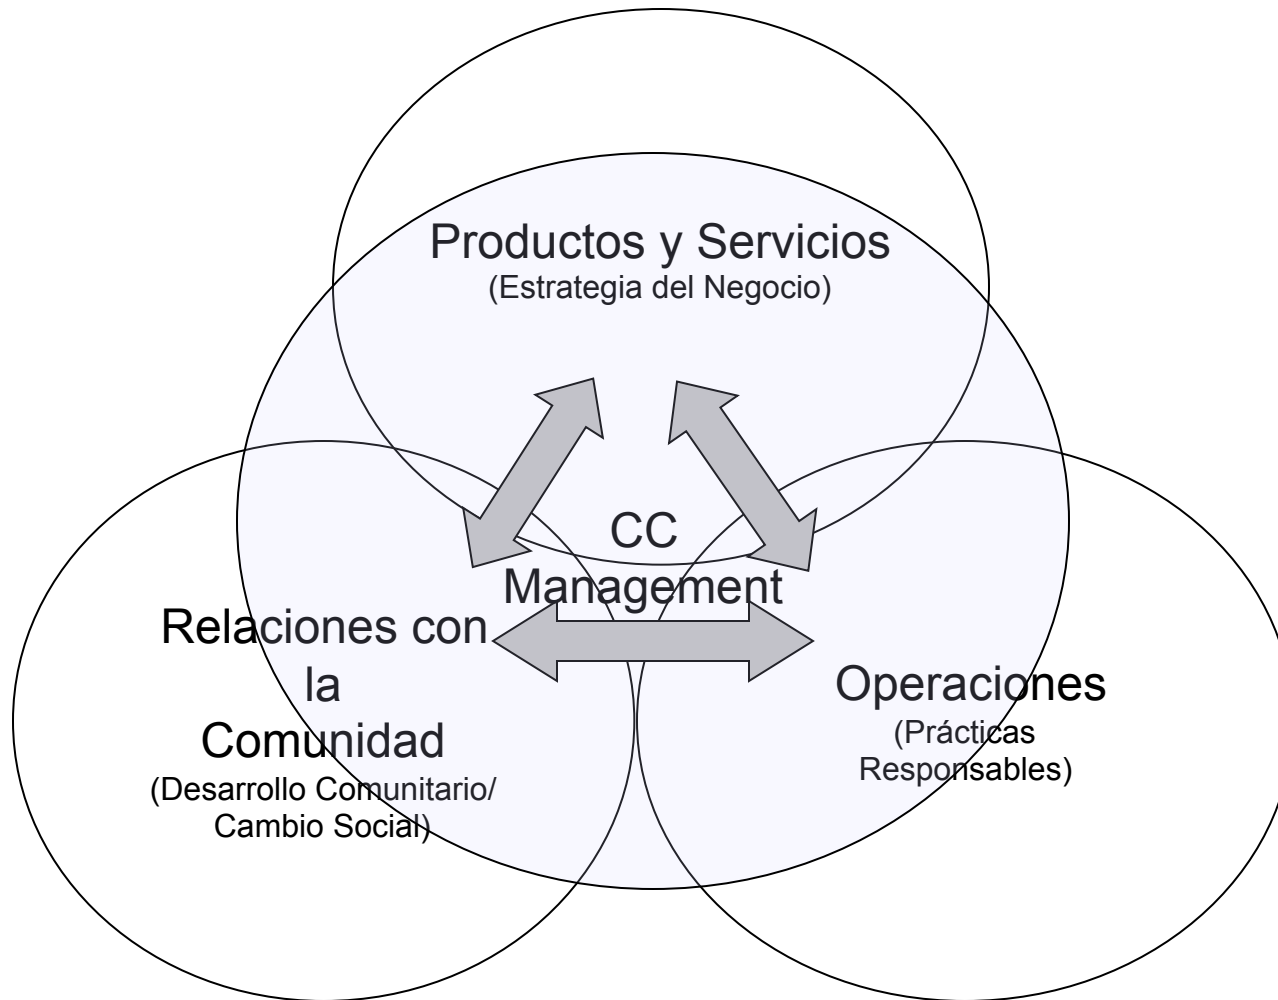 Productos y Servicios
(Estrategia del Negocio)
CC
Management
Relaciones con
la
Comunidad
(Desarrollo Comunitario/
Cambio Social)
Operaciones
(Prácticas
Responsables)